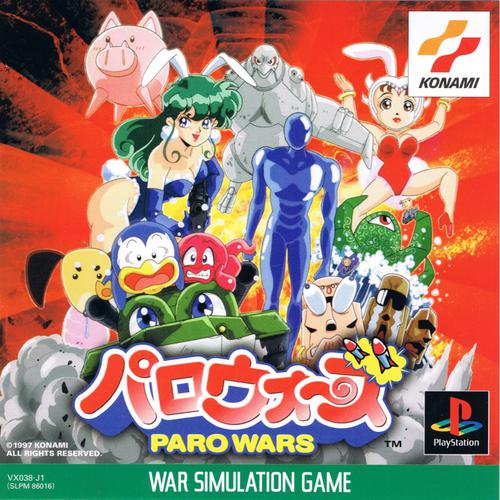 KONAMI
パロウォーズ
PARO WARS
TM
©1997 KONAMI
ALL RIGHTS RESERVED.
PlayStation
VX038-J1
(SLPM 86016)
WAR SIMULATION GAME